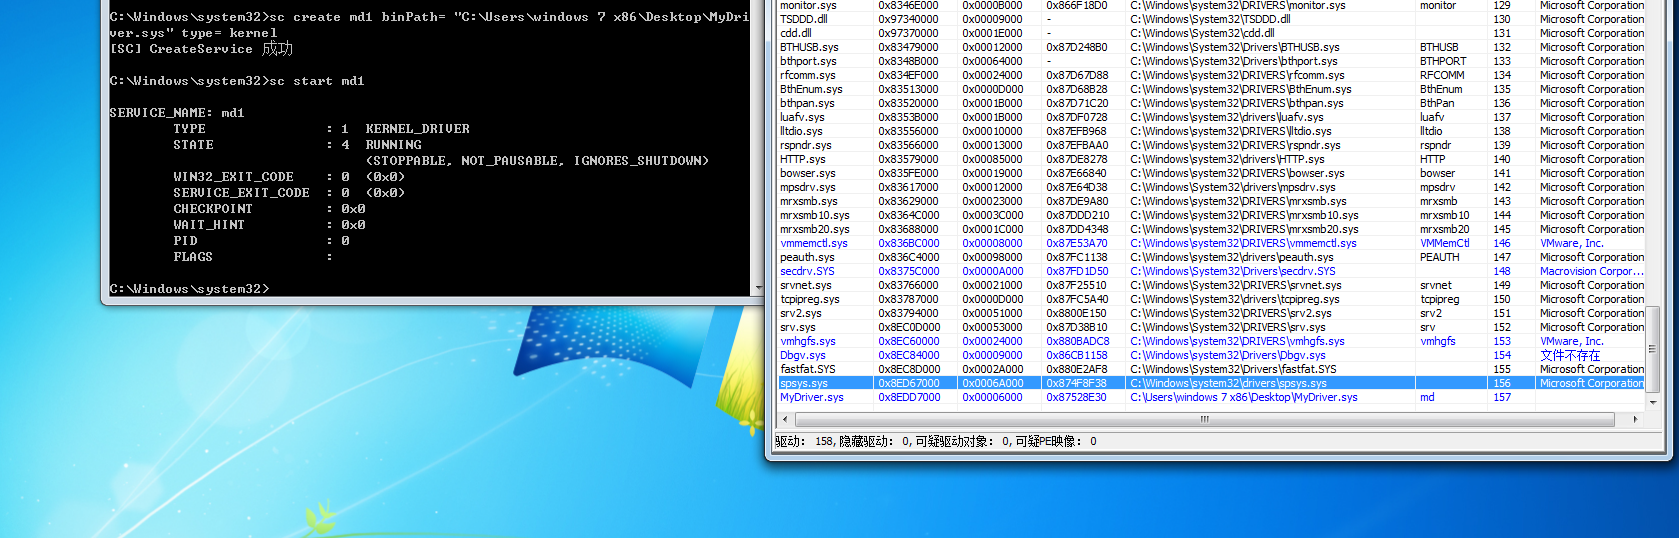 C:\Windows\system32>sc create md1 binPath= "C:\Users\windows 7 x86\Desktop\MyDri
ver.sys" type= kernel
[SC] CreateService 成功
C:\Windows\system32>sc start md1
SERVICE_NAME: md1
TYPE : 1 KERNEL_DRIVER
STATE : 4 RUNNING
(STOPPABLE, NOT_PAUSABLE, IGNORES_SHUTDOWN)
WIN32_EXIT_CODE : 0 (0x0)
SERVICE_EXIT_CODE : 0 (0x0)
CHECKPOINT : 0x0
WAIT_HINT : 0x0
PID : 0
FLAGS :
C:\Windows\system32>
monitor.sys 0x8346E000 0x0000B000 0x866F18D0 C:\Windows\system32\DRIVERS\monitor.sys monitor 129 Microsoft Corporation
TSDDD.dll 0x97340000 0x00009000 - C:\Windows\System32\TSDDD.dll 130 Microsoft Corporation
cdd.dll 0x97370000 0x0001E000 - C:\Windows\System32\cdd.dll 131 Microsoft Corporation
BTHUSB.sys 0x83479000 0x00012000 0x87D248B0 C:\Windows\System32\Drivers\BTHUSB.sys BTHUSB 132 Microsoft Corporation
bthport.sys 0x8348B000 0x00064000 - C:\Windows\System32\Drivers\bthport.sys BTHPORT 133 Microsoft Corporation
rfcomm.sys 0x834EF000 0x00024000 0x87D67D88 C:\Windows\system32\DRIVERS\rfcomm.sys RFCOMM 134 Microsoft Corporation
BthEnum.sys 0x83513000 0x0000D000 0x87D68B28 C:\Windows\system32\DRIVERS\BthEnum.sys BthEnum 135 Microsoft Corporation
bthpan.sys 0x83520000 0x0001B000 0x87D71C20 C:\Windows\system32\DRIVERS\bthpan.sys BthPan 136 Microsoft Corporation
luafv.sys 0x8353B000 0x0001B000 0x87DF0728 C:\Windows\system32\drivers\luafv.sys luafv 137 Microsoft Corporation
lltdio.sys 0x83556000 0x00010000 0x87EFB968 C:\Windows\system32\DRIVERS\lltdio.sys lltdio 138 Microsoft Corporation
rspndr.sys 0x83566000 0x00013000 0x87EFBAA0 C:\Windows\system32\DRIVERS\rspndr.sys rspndr 139 Microsoft Corporation
HTTP.sys 0x83579000 0x00085000 0x87DE8278 C:\Windows\system32\drivers\HTTP.sys HTTP 140 Microsoft Corporation
bowser.sys 0x835FE000 0x00019000 0x87E66840 C:\Windows\system32\DRIVERS\bowser.sys bowser 141 Microsoft Corporation
mpsdrv.sys 0x83617000 0x00012000 0x87E64D38 C:\Windows\System32\drivers\mpsdrv.sys mpsdrv 142 Microsoft Corporation
mrxsmb.sys 0x83629000 0x00023000 0x87DE9A80 C:\Windows\system32\DRIVERS\mrxsmb.sys mrxsmb 143 Microsoft Corporation
mrxsmb10.sys 0x8364C000 0x0003C000 0x87DDD210 C:\Windows\system32\DRIVERS\mrxsmb10.sys mrxsmb10 144 Microsoft Corporation
mrxsmb20.sys 0x83688000 0x0001C000 0x87DD4348 C:\Windows\system32\DRIVERS\mrxsmb20.sys mrxsmb20 145 Microsoft Corporation
vmmemctl.sys 0x836BC000 0x00008000 0x87E53A70 C:\Windows\system32\DRIVERS\vmmemctl.sys VMMemCtl 146 VMware, Inc.
peauth.sys 0x836C4000 0x00098000 0x87FC1138 C:\Windows\system32\drivers\peauth.sys PEAUTH 147 Microsoft Corporation
secdrv.SYS 0x8375C000 0x0000A000 0x87FD1D50 C:\Windows\System32\Drivers\secdrv.SYS 148 Macrovision Corpor...
srvnet.sys 0x83766000 0x00021000 0x87F25510 C:\Windows\System32\DRIVERS\srvnet.sys srvnet 149 Microsoft Corporation
tcpipreg.sys 0x83787000 0x0000D000 0x87FC5A40 C:\Windows\System32\drivers\tcpipreg.sys tcpipreg 150 Microsoft Corporation
srv2.sys 0x83794000 0x00051000 0x8800E150 C:\Windows\System32\DRIVERS\srv2.sys srv2 151 Microsoft Corporation
srv.sys 0x8EC0D000 0x00053000 0x87D38B10 C:\Windows\System32\DRIVERS\srv.sys srv 152 Microsoft Corporation
vmhgfs.sys 0x8EC60000 0x00024000 0x880BADC8 C:\Windows\System32\DRIVERS\vmhgfs.sys vmhgfs 153 VMware, Inc.
Dbgv.sys 0x8EC84000 0x00009000 0x86CB1158 C:\Windows\system32\Drivers\Dbgv.sys 154 文件不存在
fastfat.SYS 0x8EC8D000 0x0002A000 0x880E2AF8 C:\Windows\System32\Drivers\fastfat.SYS 155 Microsoft Corporation
spsys.sys 0x8ED67000 0x0006A000 0x874F8F38 C:\Windows\system32\drivers\spsys.sys 156 Microsoft Corporation
MyDriver.sys 0x8EDD7000 0x00006000 0x87528E30 C:\Users\windows 7 x86\Desktop\MyDriver.sys md 157
驱动: 158, 隐藏驱动: 0, 可疑驱动对象: 0, 可疑PE映像: 0